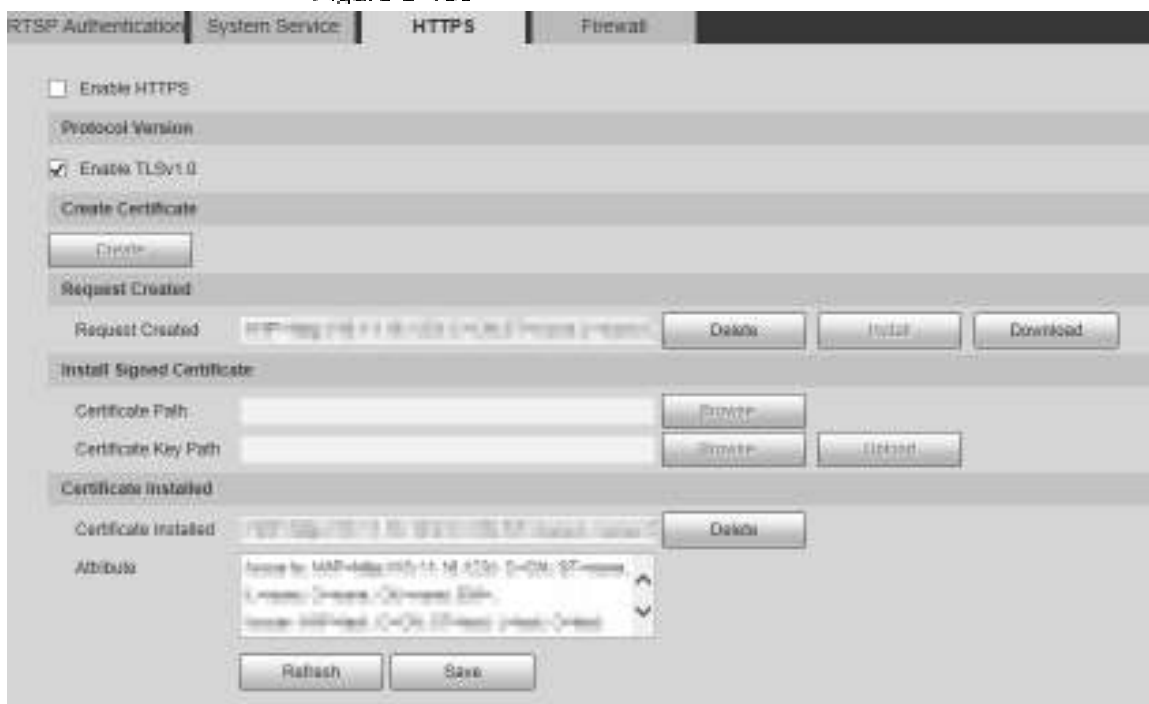 RTSP Authentication System Service HTTPS Firewall
Enable HTTPS
Protocol Version
Enable TLSv1.0
Create Certificate
Create
Request Created
Request Created Delete Install Download
Install Signed Certificate
Certificate Path Browse
Certificate Key Path Browse Upload
Certificate Installed
Certificate Installed Delete
Attribute
Refresh Save